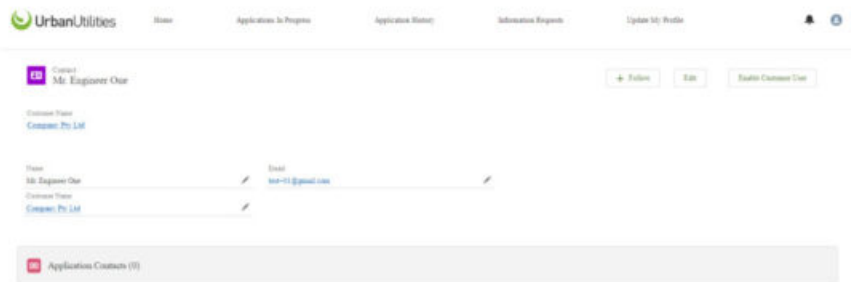 UrbanUtilities
Home
Applications In Progress
Application History
Information Requests
Update My Profile
Contact
Mr. Engineer One
+ Follow
Edit
Enable Customer User
Customer Name
Company Pty Ltd
Name
Mr. Engineer One
Email
Customer Name
Company Pty Ltd
Application Contacts (0)